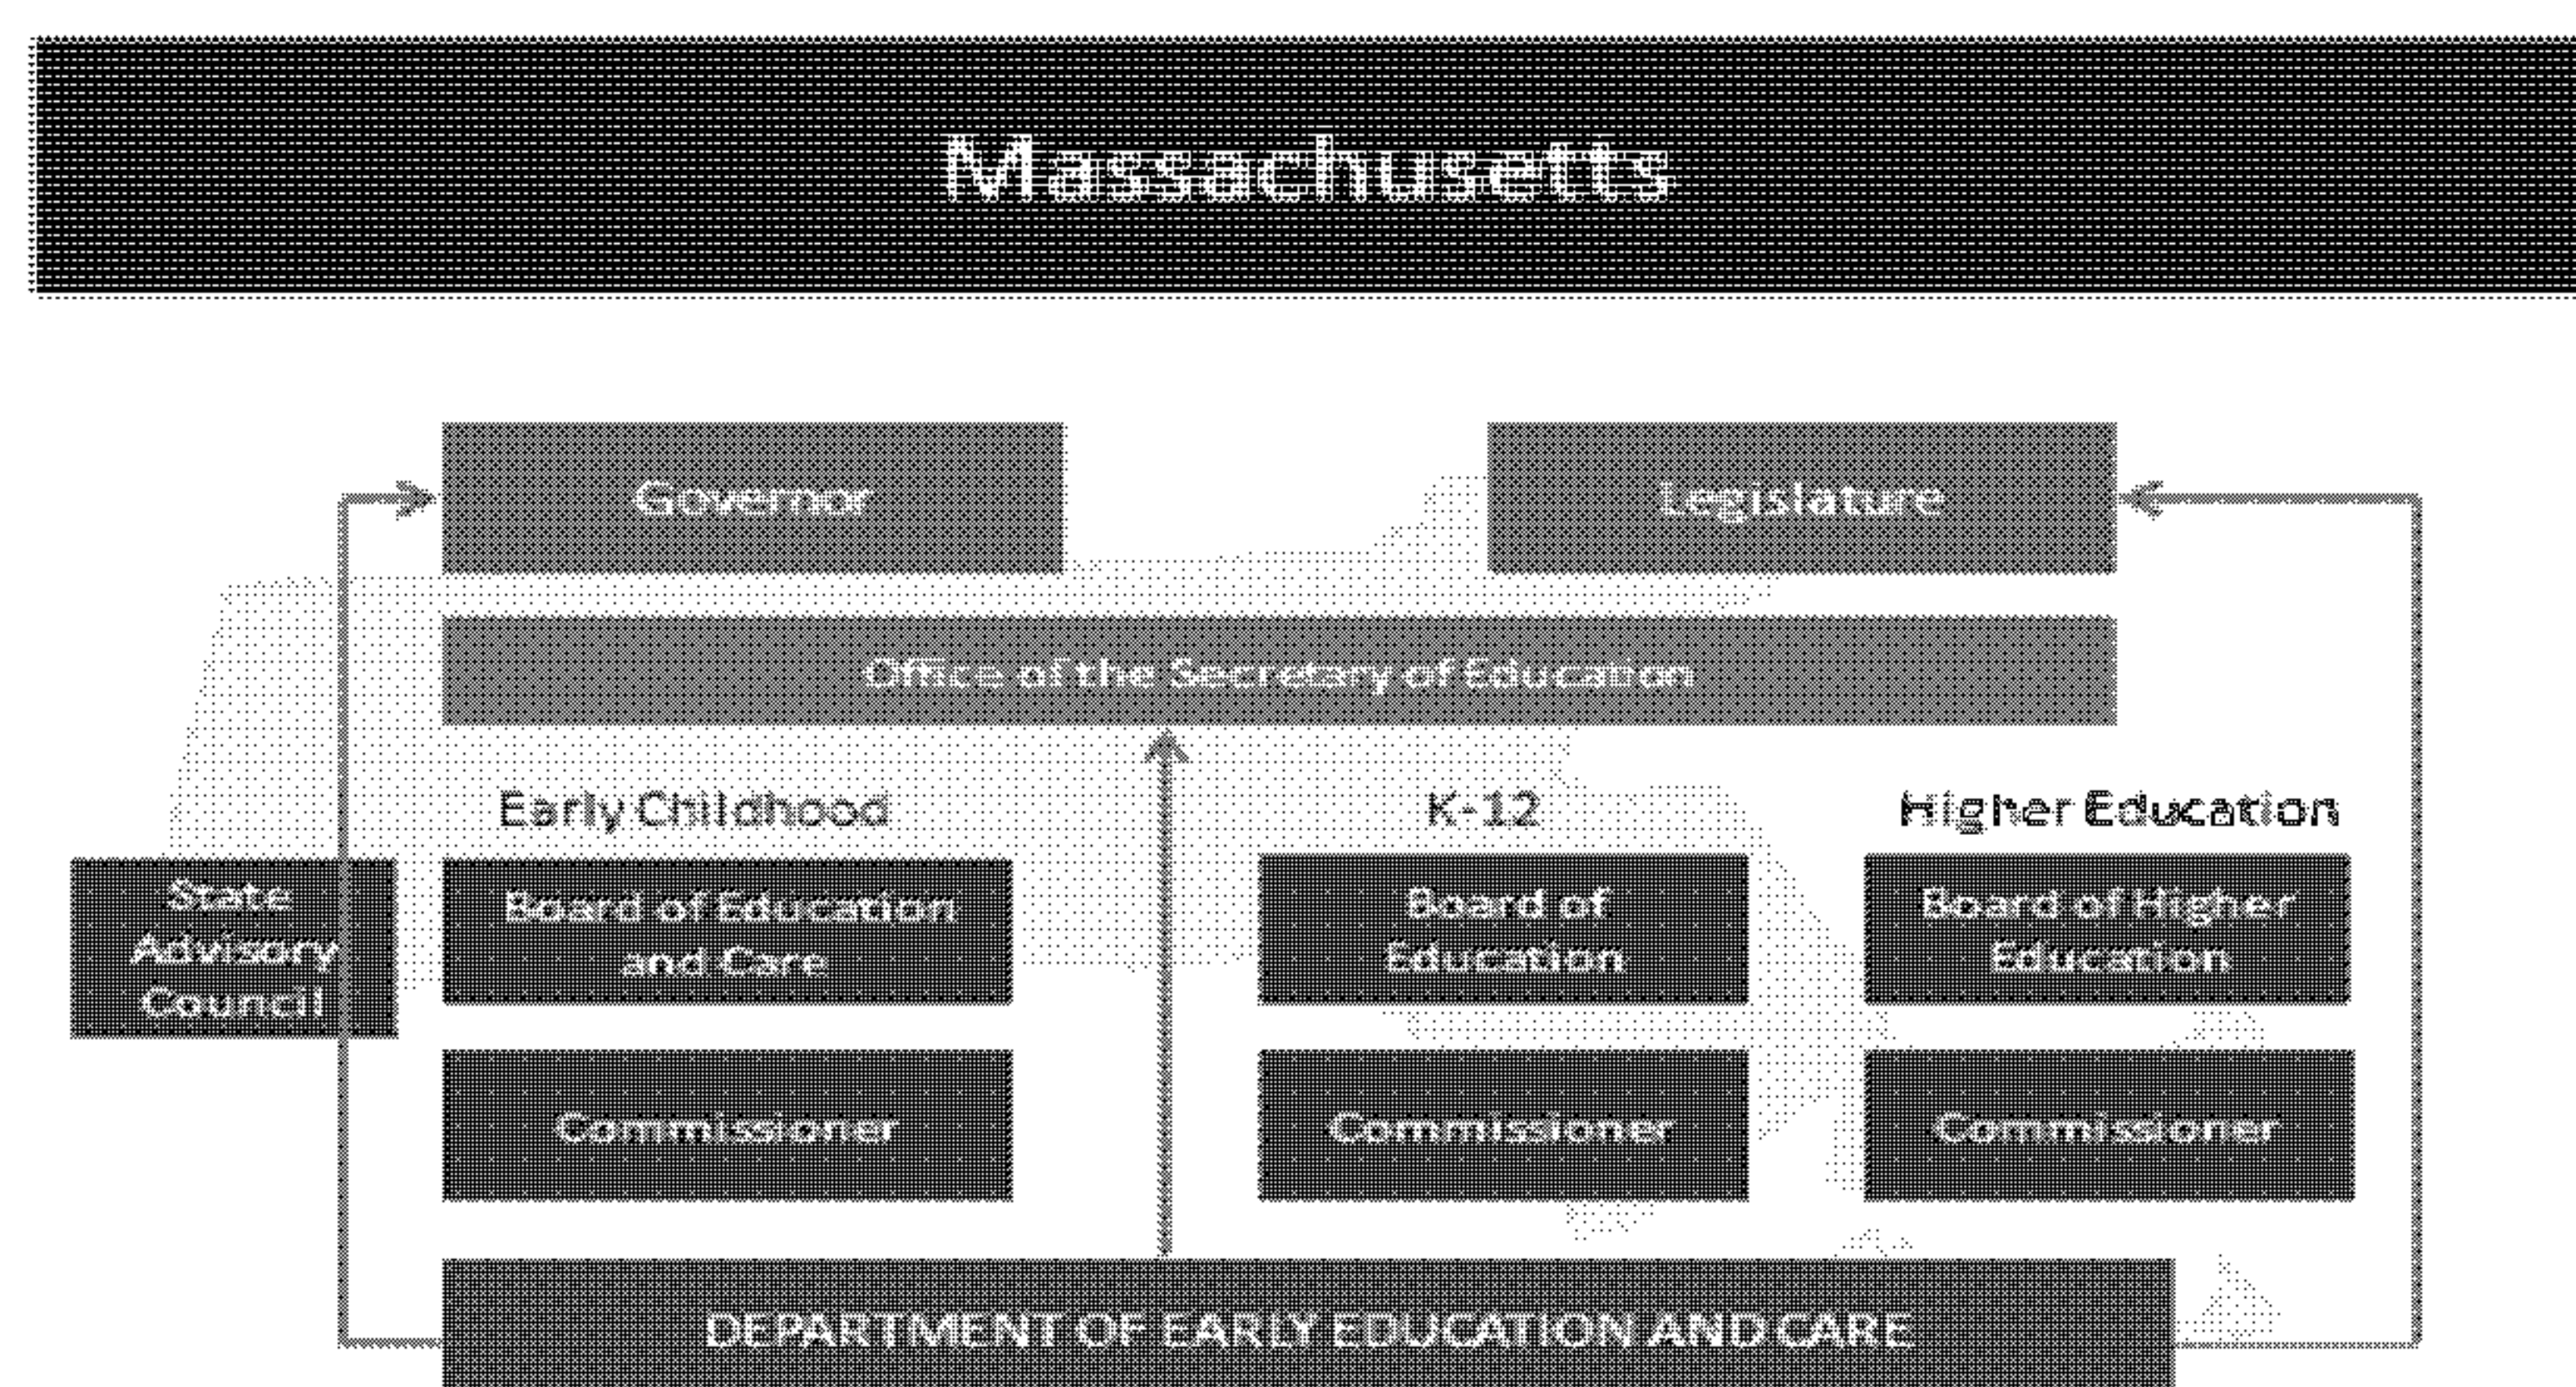 Massachusetts
Governor
Legislature
Office of the Secretary of Education
Early Childhood
K-12
Higher Education
State
Advisory
Council
Board of Education
and Care
Board of
Education
Board of Higher
Education
Commissioner
Commissioner
Commissioner
DEPARTMENT OF EARLY EDUCATION AND CARE